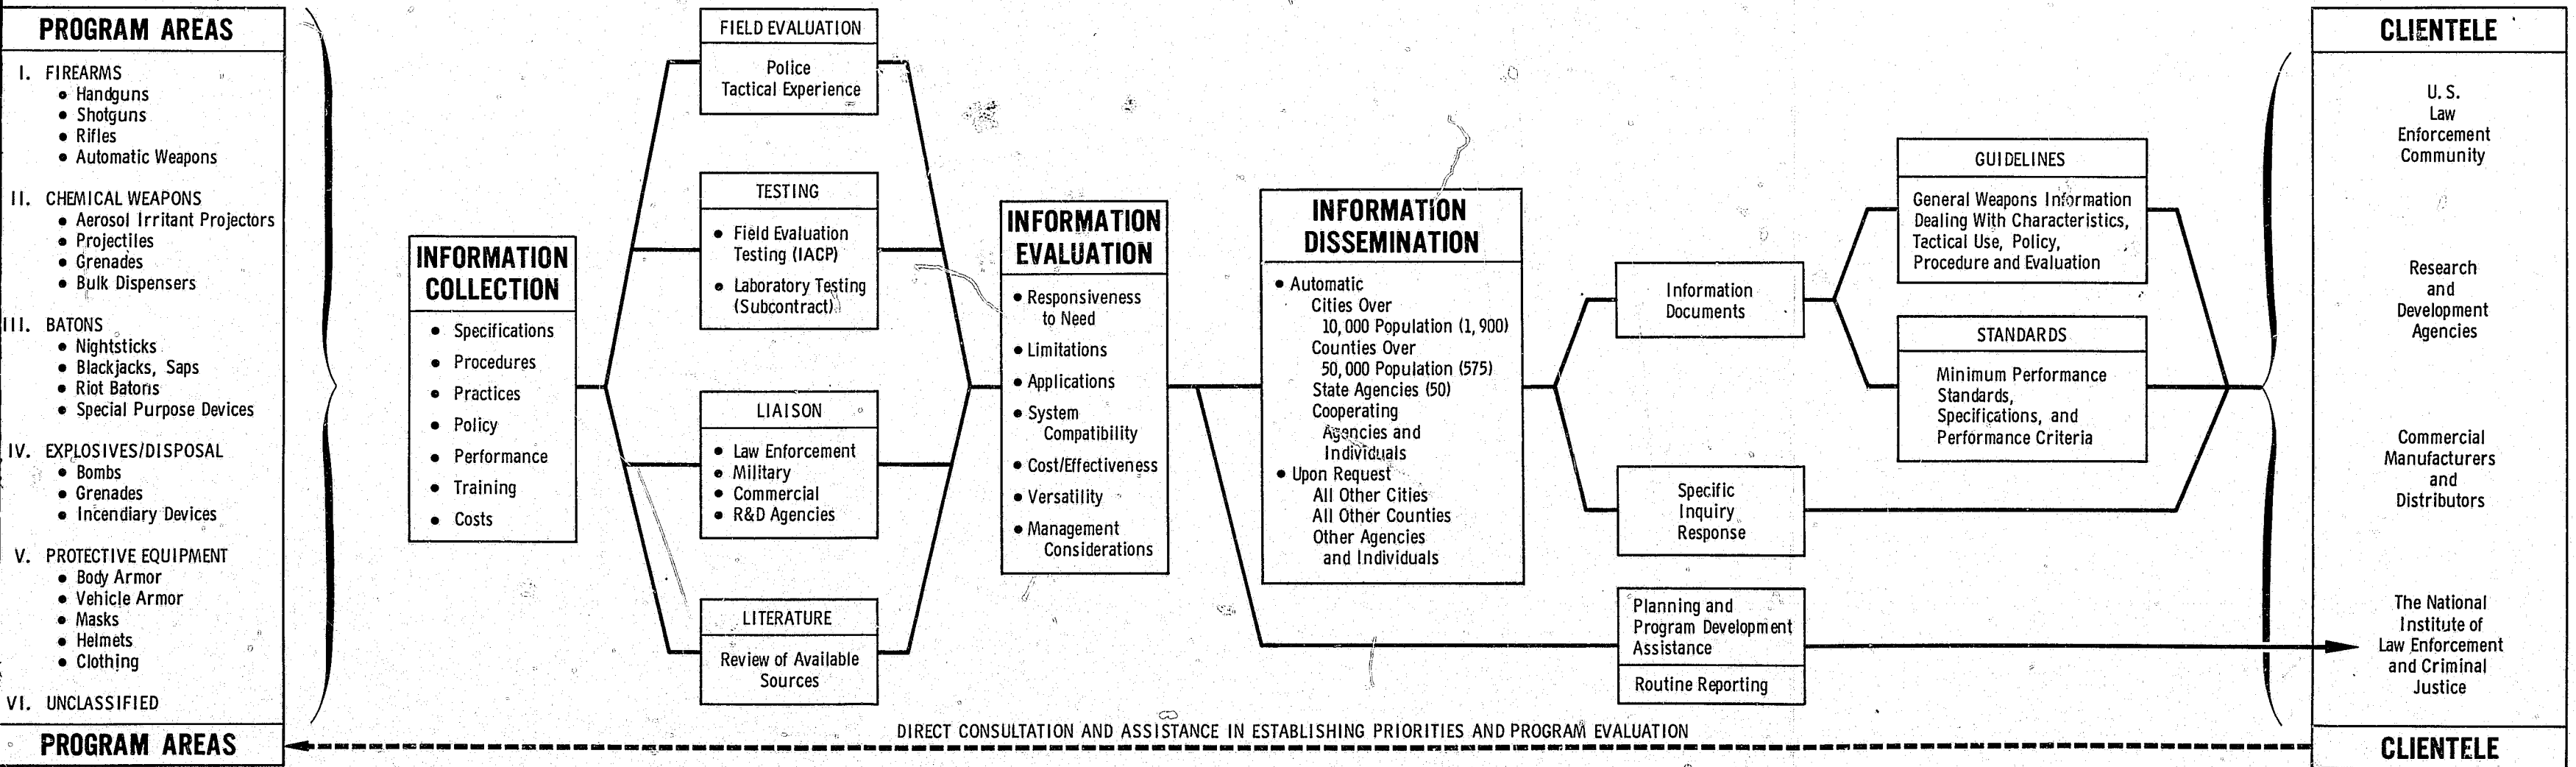 PROGRAM AREAS
I. FIREARMS
• Handguns
• Shotguns
• Rifles
• Automatic Weapons
II. CHEMICAL WEAPONS
• Aerosol Irritant Projectors
• Projectiles
• Grenades
• Bulk Dispensers
III. BATONS
• Nightsticks
• Blackjacks, Saps
• Riot Batons
• Special Purpose Devices
IV. EXPLOSIVES/DISPOSAL
• Bombs
• Grenades
• Incendiary Devices
V. PROTECTIVE EQUIPMENT
• Body Armor
• Vehicle Armor
• Masks
• Helmets
• Clothing
VI. UNCLASSIFIED
PROGRAM AREAS
INFORMATION
COLLECTION
• Specifications
• Procedures
• Practices
• Policy
• Performance
• Training
• Costs
FIELD EVALUATION
Police
Tactical Experience
TESTING
• Field Evaluation
Testing (IACP)
• Laboratory Testing
(Subcontract)
LIAISON
• Law Enforcement
• Military
• Commercial
• R&D Agencies
LITERATURE
Review of Available
Sources
INFORMATION
EVALUATION
• Responsiveness
to Need
• Limitations
• Applications
• System
Compatibility
• Cost/Effectiveness
• Versatility
• Management
Considerations
INFORMATION
DISSEMINATION
• Automatic
Cities Over
10,000 Population (1,900)
Counties Over
50,000 Population (575)
State Agencies (50)
Cooperating
Agencies and
Individuals
• Upon Request
All Other Cities
All Other Counties
Other Agencies
and Individuals
Information
Documents
Specific
Inquiry
Response
Planning and
Program Development
Assistance
Routine Reporting
GUIDELINES
General Weapons Information
Dealing With Characteristics,
Tactical Use, Policy,
Procedure and Evaluation
STANDARDS
Minimum Performance
Standards,
Specifications, and
Performance Criteria
CLIENTELE
U. S.
Law
Enforcement
Community
Research
and
Development
Agencies
Commercial
Manufacturers
and
Distributors
The National
Institute of
Law Enforcement
and Criminal
Justice
CLIENTELE
DIRECT CONSULTATION AND ASSISTANCE IN ESTABLISHING PRIORITIES AND PROGRAM EVALUATION